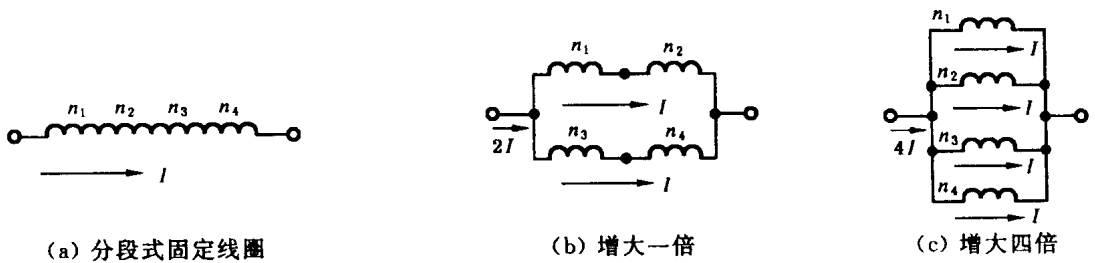 n₁ n₂ n₃ n₄
I
(a) 分段式固定线圈
n₁ n₂
I
2I
n₃ n₄
I
(b) 增大一倍
n₁
I
n₂
I
4I
n₃
I
n₄
I
(c) 增大四倍